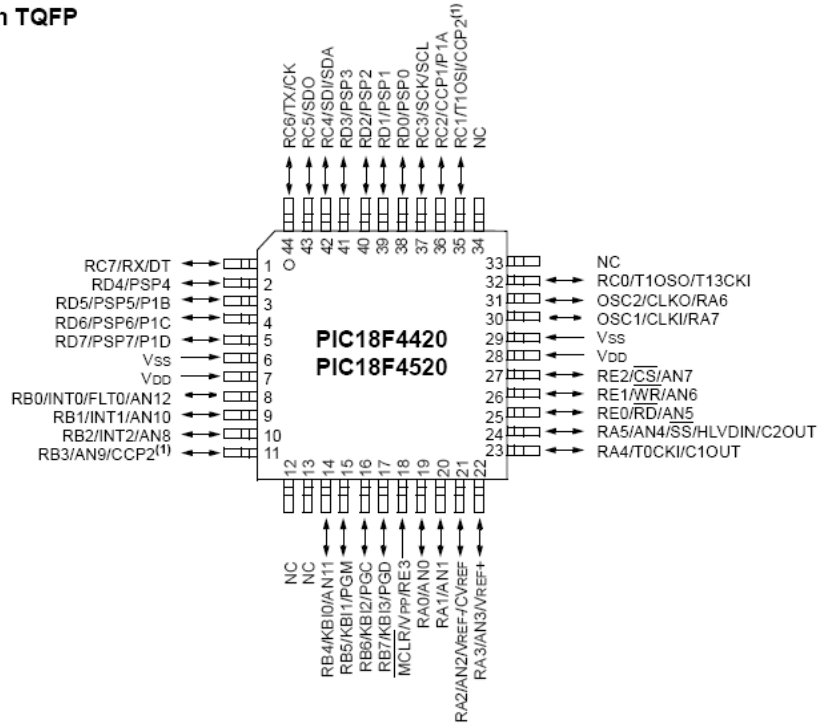 n TQFP
RC6/TX/CK
RC5/SDO
RC4/SDI/SDA
RD3/PSP3
RD2/PSP2
RD1/PSP1
RD0/PSP0
RC3/SCK/SCL
RC2/CCP1/P1A
RC1/T1OSI/CCP2(1)
NC
44
43
42
41
40
39
38
37
36
35
34
RC7/RX/DT 1
RD4/PSP4 2
RD5/PSP5/P1B 3
RD6/PSP6/P1C 4
RD7/PSP7/P1D 5
VSS 6
VDD 7
RB0/INT0/FLT0/AN12 8
RB1/INT1/AN10 9
RB2/INT2/AN8 10
RB3/AN9/CCP2(1) 11
PIC18F4420
PIC18F4520
33 NC
32 RC0/T1OSO/T13CKI
31 OSC2/CLKO/RA6
30 OSC1/CLKI/RA7
29 VSS
28 VDD
27 RE2/CS/AN7
26 RE1/WR/AN6
25 RE0/RD/AN5
24 RA5/AN4/SS/HLVDIN/C2OUT
23 RA4/T0CKI/C1OUT
12
13
14
15
16
17
18
19
20
21
22
NC
NC
RB4/KBI0/AN11
RB5/KBI1/PGM
RB6/KBI2/PGC
RB7/KBI3/PGD
MCLR/VPP/RE3
RA0/AN0
RA1/AN1
RA2/AN2/VREF-/CVREF
RA3/AN3/VREF+